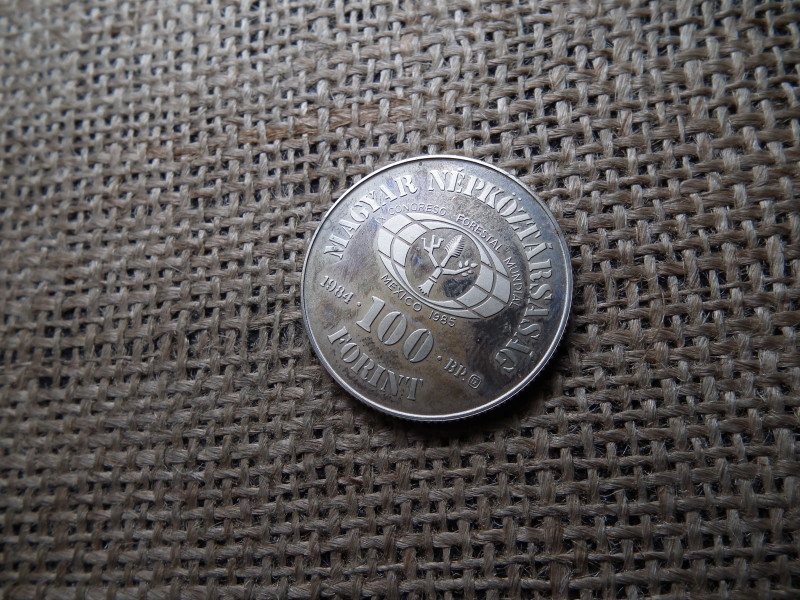 MAGYAR NÉPKÖZTÁRSASÁG
CONGRESO FORESTAL MUNDIAL
MEXICO 1985
1984 · 100 · BP.
FORINT